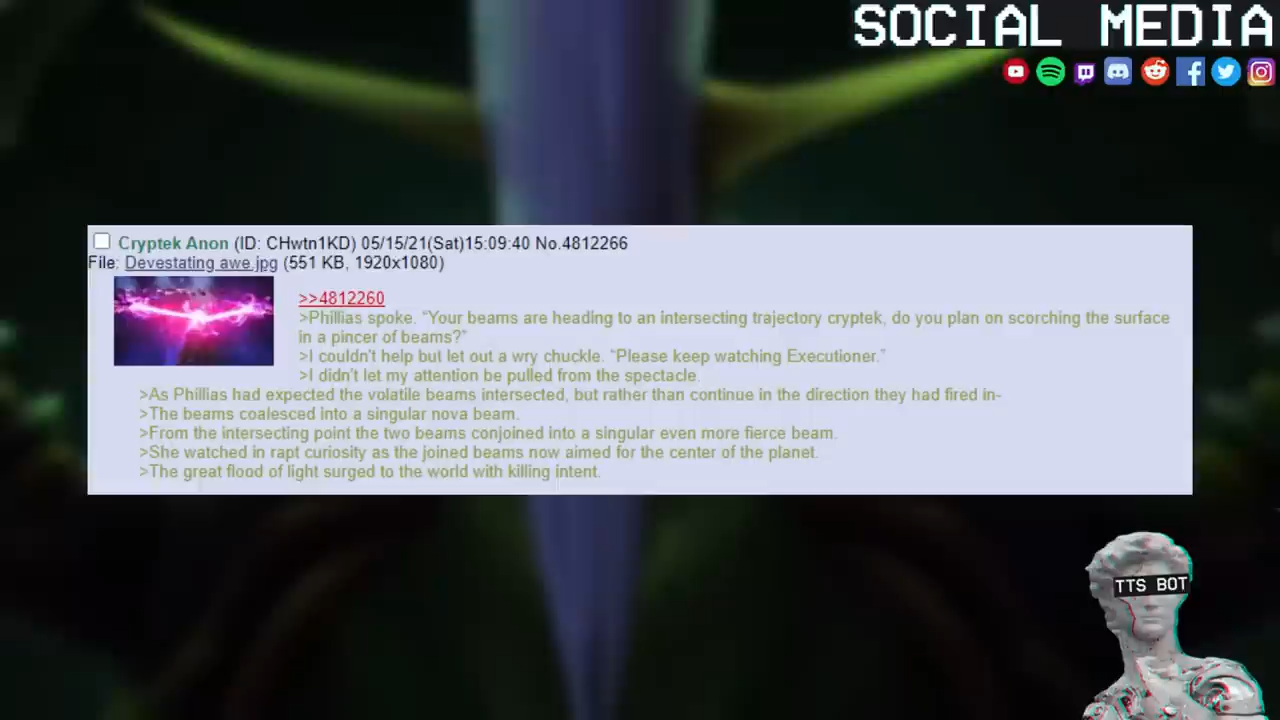 SOCIAL MEDIA
Cryptek Anon (ID: CHwtn1KD) 05/15/21(Sat)15:09:40 No.4812266
File: Devestating awe.jpg (551 KB, 1920x1080)
>>4812260
>Phillias spoke. “Your beams are heading to an intersecting trajectory cryptek, do you plan on scorching the surface
in a pincer of beams?”
>I couldn't help but let out a wry chuckle. “Please keep watching Executioner.”
>I didn't let my attention be pulled from the spectacle.
>As Phillias had expected the volatile beams intersected, but rather than continue in the direction they had fired in-
>The beams coalesced into a singular nova beam.
>From the intersecting point the two beams conjoined into a singular even more fierce beam.
>She watched in rapt curiosity as the joined beams now aimed for the center of the planet.
>The great flood of light surged to the world with killing intent.
TTS BOT